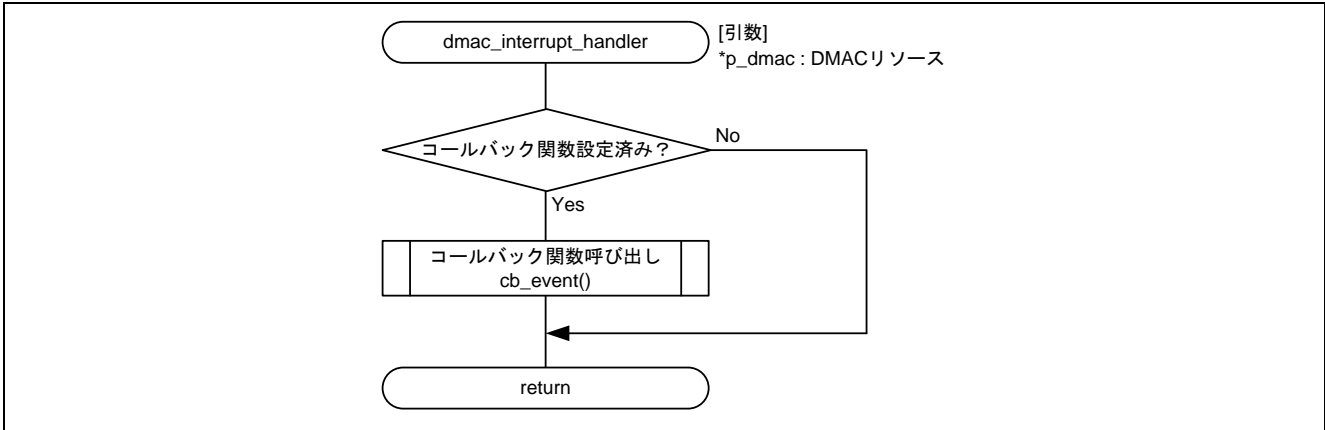 dmac_interrupt_handler
[引数]
*p_dmac : DMACリソース
コールバック関数設定済み？
No
Yes
コールバック関数呼び出し
cb_event()
return